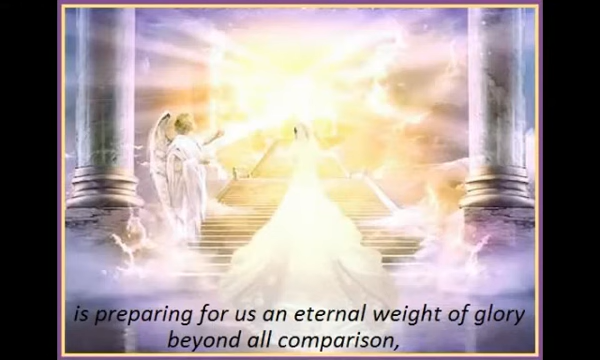 is preparing for us an eternal weight of glory
beyond all comparison,